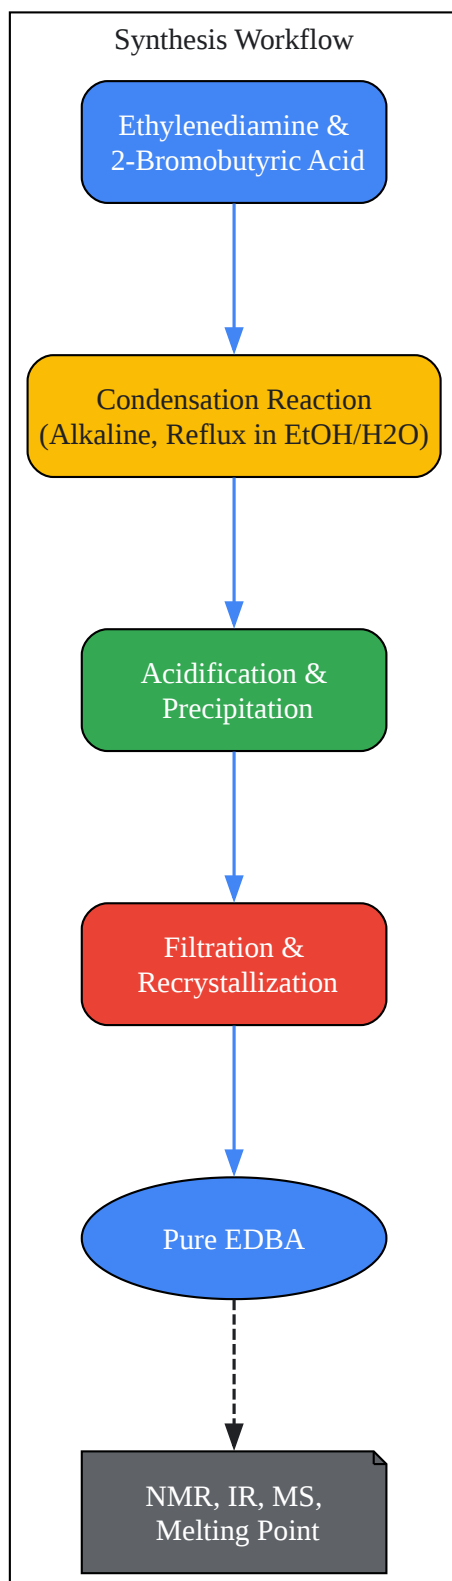 Synthesis Workflow
Ethylenediamine &
2-Bromobutyric Acid
Condensation Reaction
(Alkaline, Reflux in EtOH/H2O)
Acidification &
Precipitation
Filtration &
Recrystallization
Pure EDBA
NMR, IR, MS,
Melting Point